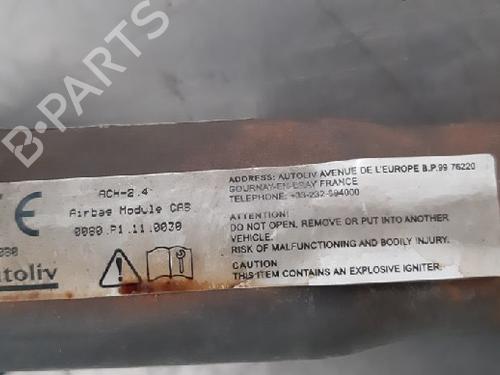 B-PARTS
ACH-2.4
Airbag Module CAB
0080.P1.11.0030
utoliv
ADDRESS: AUTOLIV AVENUE DE L'EUROPE B.P.99 76220
GOURNAY-EN-BRAY FRANCE
TELEPHONE: +33-232-894000
ATTENTION:
DO NOT OPEN, REMOVE OR PUT INTO ANOTHER
VEHICLE.
RISK OF MALFUNCTIONING AND BODILY INJURY.
CAUTION
THIS ITEM CONTAINS AN EXPLOSIVE IGNITER.